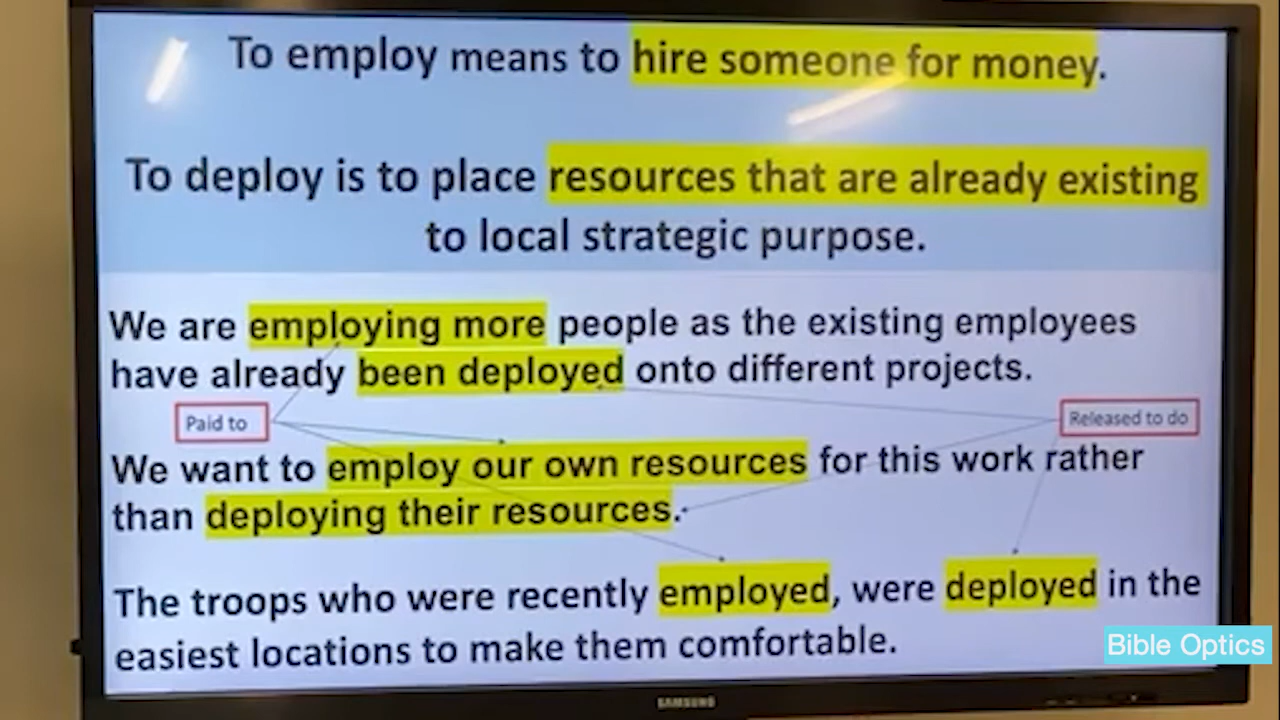 To employ means to hire someone for money.
To deploy is to place resources that are already existing
to local strategic purpose.
We are employing more people as the existing employees
have already been deployed onto different projects.
Paid to
Released to do
We want to employ our own resources for this work rather
than deploying their resources.
The troops who were recently employed, were deployed in the
easiest locations to make them comfortable.
Bible Optics
SAMSUNG